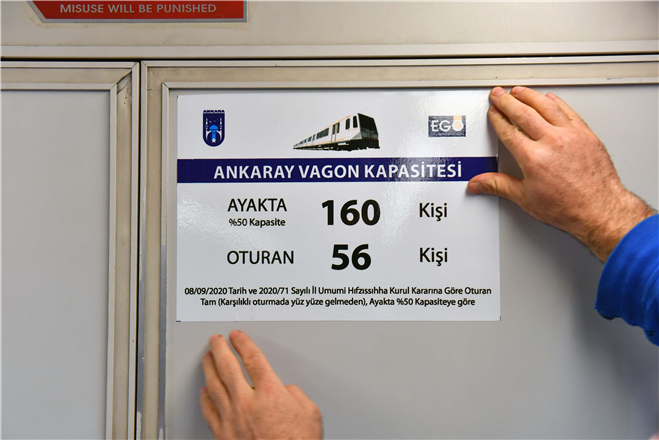 MISUSE WILL BE PUNISHED
ANKARA
EGO
ANKARAY VAGON KAPASİTESİ
AYAKTA 160 Kişi
%50 Kapasite
OTURAN 56 Kişi
08/09/2020 Tarih ve 2020/71 Sayılı İl Umumi Hıfzıssıhha Kurul Kararına Göre Oturan
Tam (Karşılıklı oturmada yüz yüze gelmeden), Ayakta %50 Kapasiteye göre